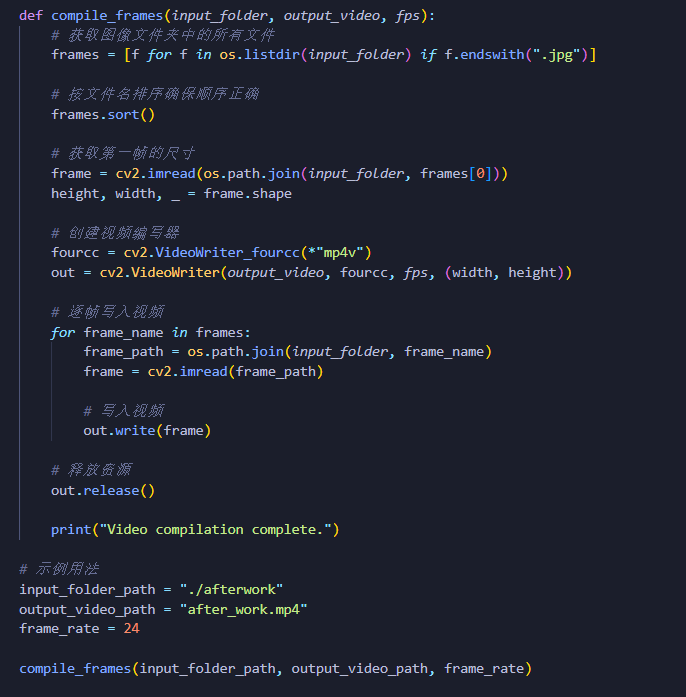 def compile_frames(input_folder, output_video, fps):
    # 获取图像文件夹中的所有文件
    frames = [f for f in os.listdir(input_folder) if f.endswith(".jpg")]

    # 按文件名排序确保顺序正确
    frames.sort()

    # 获取第一帧的尺寸
    frame = cv2.imread(os.path.join(input_folder, frames[0]))
    height, width, _ = frame.shape

    # 创建视频编写器
    fourcc = cv2.VideoWriter_fourcc(*"mp4v")
    out = cv2.VideoWriter(output_video, fourcc, fps, (width, height))

    # 逐帧写入视频
    for frame_name in frames:
        frame_path = os.path.join(input_folder, frame_name)
        frame = cv2.imread(frame_path)

        # 写入视频
        out.write(frame)

    # 释放资源
    out.release()

    print("Video compilation complete.")

# 示例用法
input_folder_path = "./afterwork"
output_video_path = "after_work.mp4"
frame_rate = 24

compile_frames(input_folder_path, output_video_path, frame_rate)